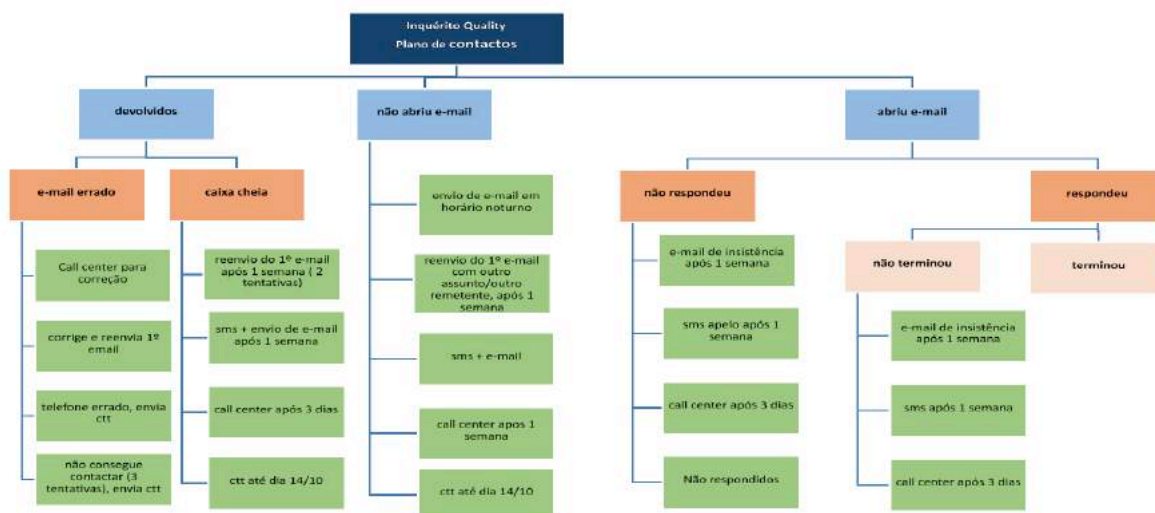 Inquérito Quality
Plano de contactos
devolvidos
não abriu e-mail
abriu e-mail
e-mail errado
caixa cheia
não respondeu
respondeu
Call center para
correção
corrige e reenvia 1º
email
telefone errado, envia
ctt
não consegue
contactar (3
tentativas), envia ctt
reenvio do 1º e-mail
após 1 semana ( 2
tentativas)
sms + envio de e-mail
após 1 semana
call center após 3 dias
ctt até dia 14/10
envio de e-mail em
horário noturno
reenvio do 1º e-mail
com outro
assunto/outro
remetente, após 1
semana
sms + e-mail
call center apos 1
semana
ctt até dia 14/10
e-mail de insistência
após 1 semana
sms apelo após 1
semana
call center após 3 dias
Não respondidos
não terminou
terminou
e-mail de insistência
após 1 semana
sms após 1 semana
call center após 3 dias